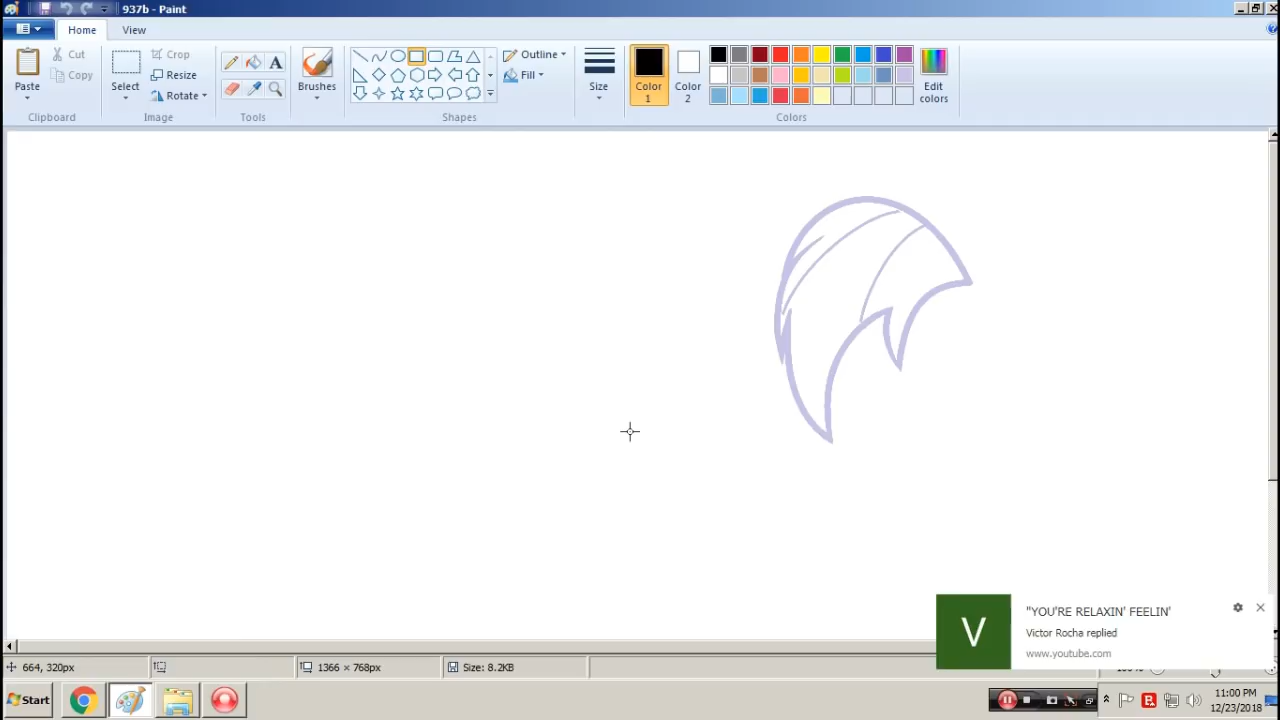 937b - Paint
Home
View
Paste
Cut
Copy
Clipboard
Select
Crop
Resize
Rotate
Image
A
Tools
Brushes
Outline
Fill
Shapes
Size
Color
1
Color
2
Edit
colors
Colors
"YOU'RE RELAXIN' FEELIN'
Victor Rocha replied
www.youtube.com
V
664, 320px
1366 × 768px
Size: 8.2KB
Start
11:00 PM
12/23/2018